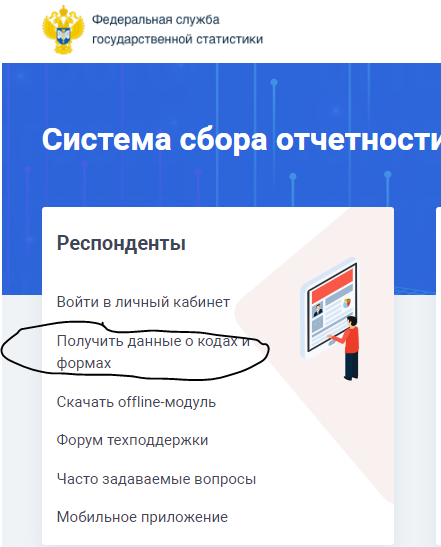 Федеральная служба
государственной статистики
Система сбора отчетности
Респонденты
Войти в личный кабинет
Получить данные о кодах и
формах
Скачать offline-модуль
Форум техподдержки
Часто задаваемые вопросы
Мобильное приложение